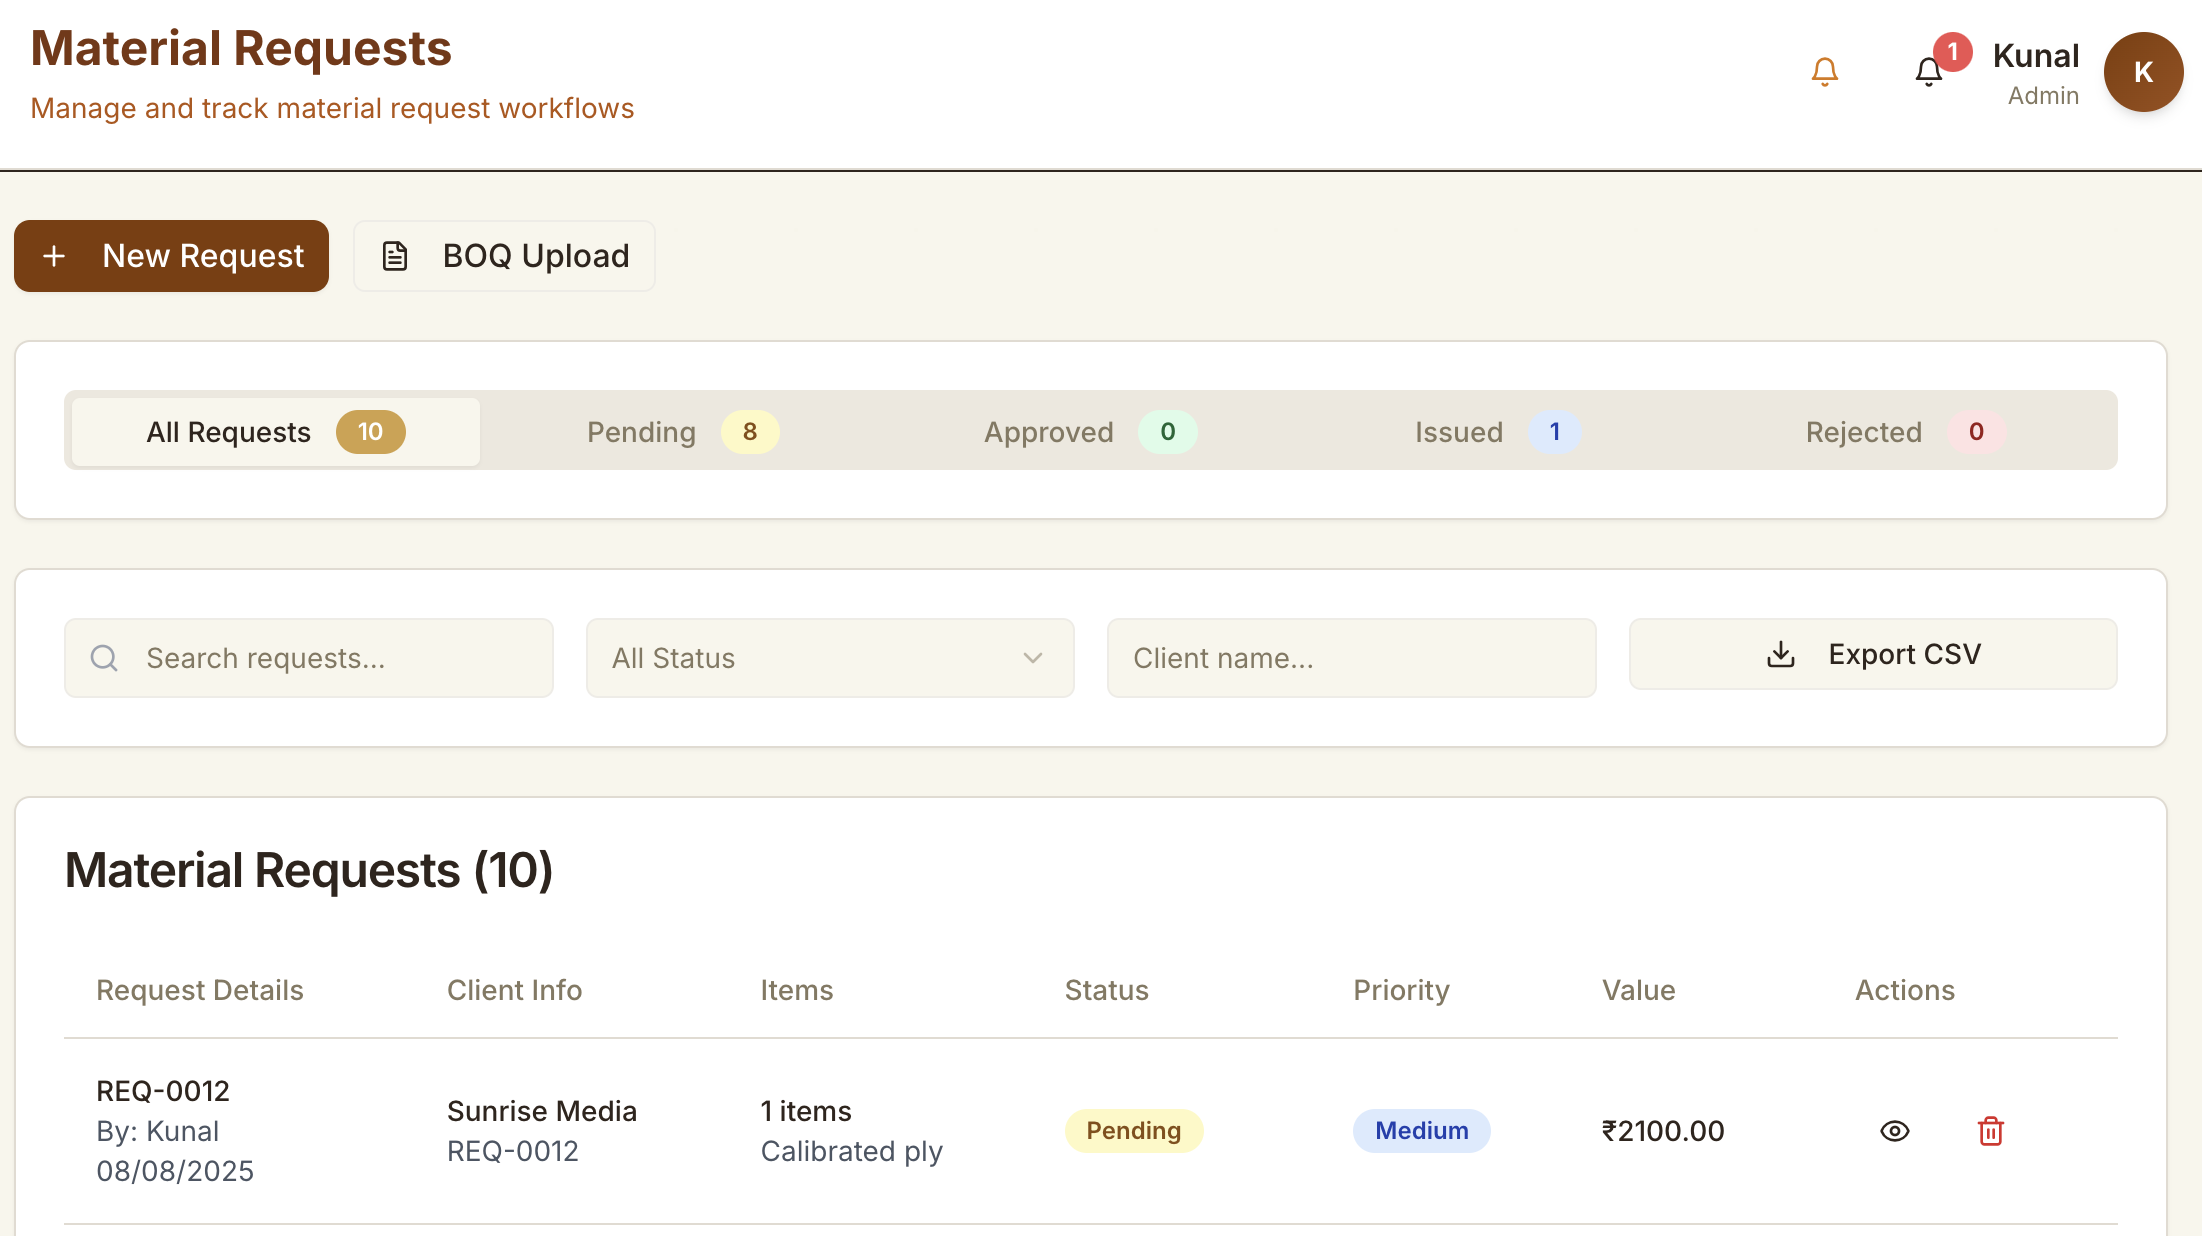 Material Requests
Manage and track material request workflows
1
Kunal
Admin
K
New Request
BOQ Upload
All Requests 10
Pending 8
Approved 0
Issued 1
Rejected 0
Search requests...
All Status
Client name...
Export CSV
Material Requests (10)
Request Details Client Info Items Status Priority Value Actions
REQ-0012
By: Kunal
08/08/2025
Sunrise Media
REQ-0012
1 items
Calibrated ply
Pending
Medium
₹2100.00